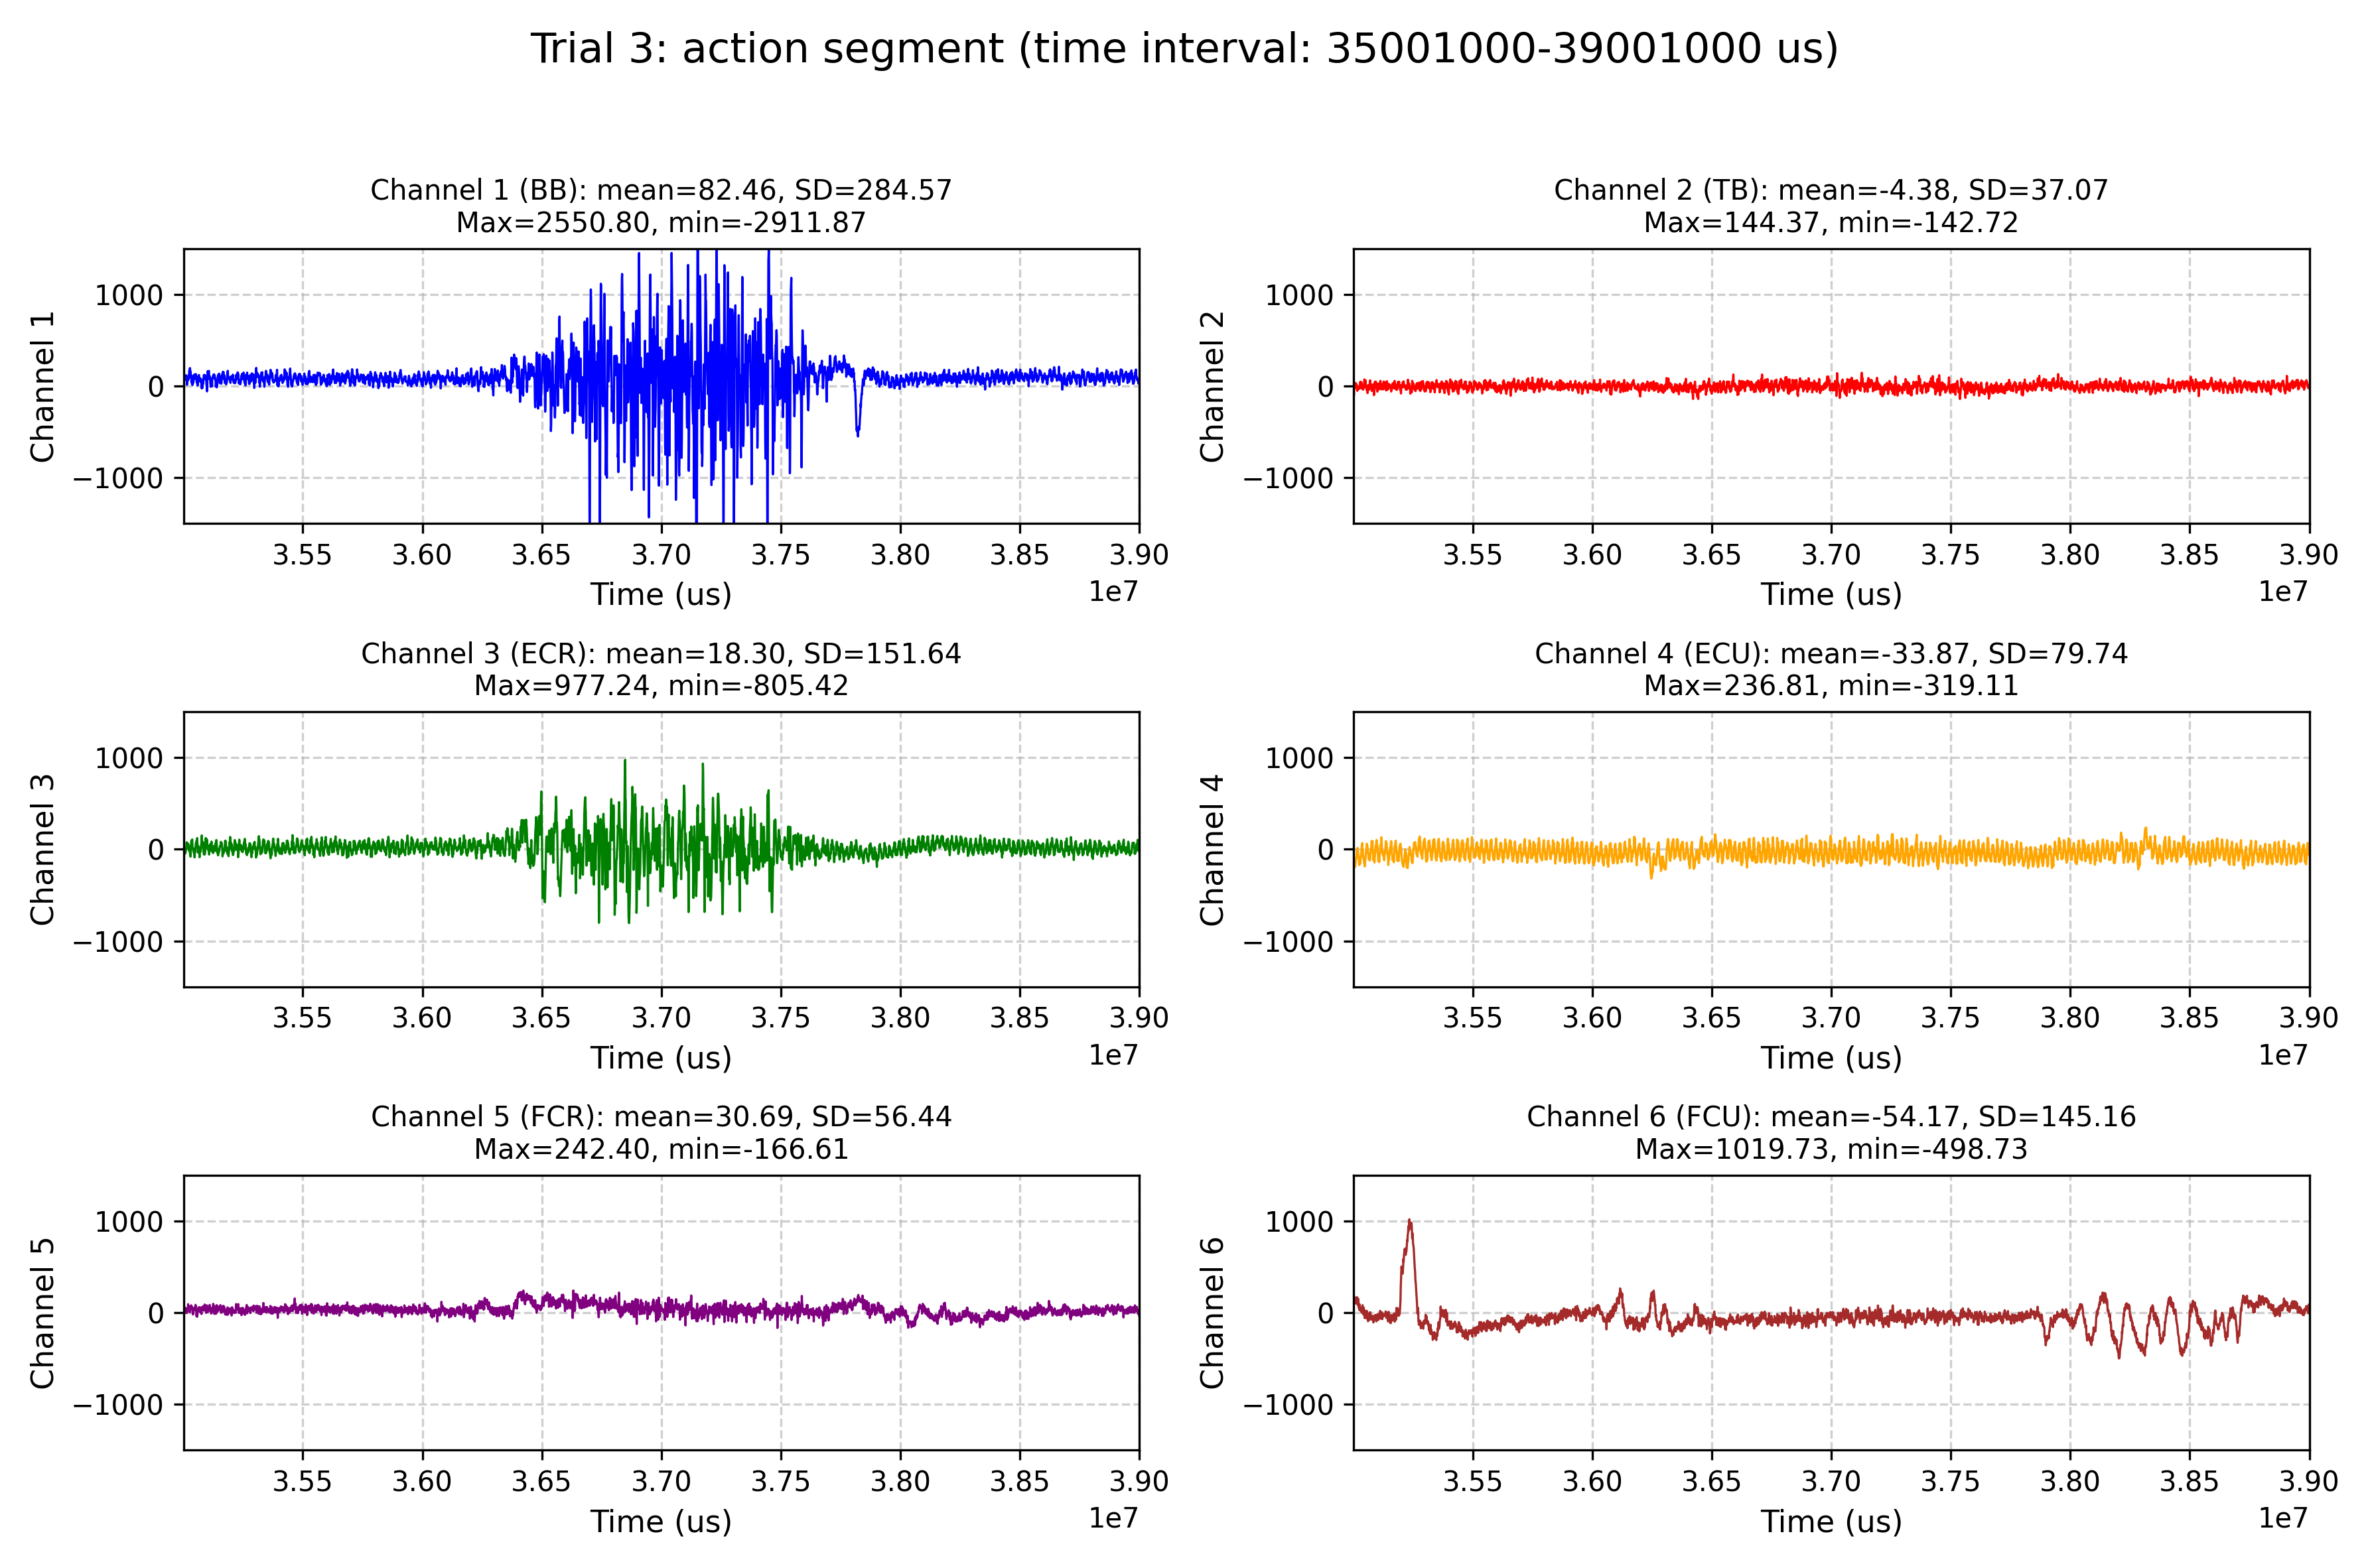 Trial 3: action segment (time interval: 35001000-39001000 us)
Channel 1 (BB): mean=82.46, SD=284.57
Max=2550.80, min=-2911.87
Channel 1
1000
0
−1000
3.55 3.60 3.65 3.70 3.75 3.80 3.85 3.90
1e7
Time (us)
Channel 2 (TB): mean=-4.38, SD=37.07
Max=144.37, min=-142.72
Channel 2
1000
0
−1000
3.55 3.60 3.65 3.70 3.75 3.80 3.85 3.90
1e7
Time (us)
Channel 3 (ECR): mean=18.30, SD=151.64
Max=977.24, min=-805.42
Channel 3
1000
0
−1000
3.55 3.60 3.65 3.70 3.75 3.80 3.85 3.90
1e7
Time (us)
Channel 4 (ECU): mean=-33.87, SD=79.74
Max=236.81, min=-319.11
Channel 4
1000
0
−1000
3.55 3.60 3.65 3.70 3.75 3.80 3.85 3.90
1e7
Time (us)
Channel 5 (FCR): mean=30.69, SD=56.44
Max=242.40, min=-166.61
Channel 5
1000
0
−1000
3.55 3.60 3.65 3.70 3.75 3.80 3.85 3.90
1e7
Time (us)
Channel 6 (FCU): mean=-54.17, SD=145.16
Max=1019.73, min=-498.73
Channel 6
1000
0
−1000
3.55 3.60 3.65 3.70 3.75 3.80 3.85 3.90
1e7
Time (us)